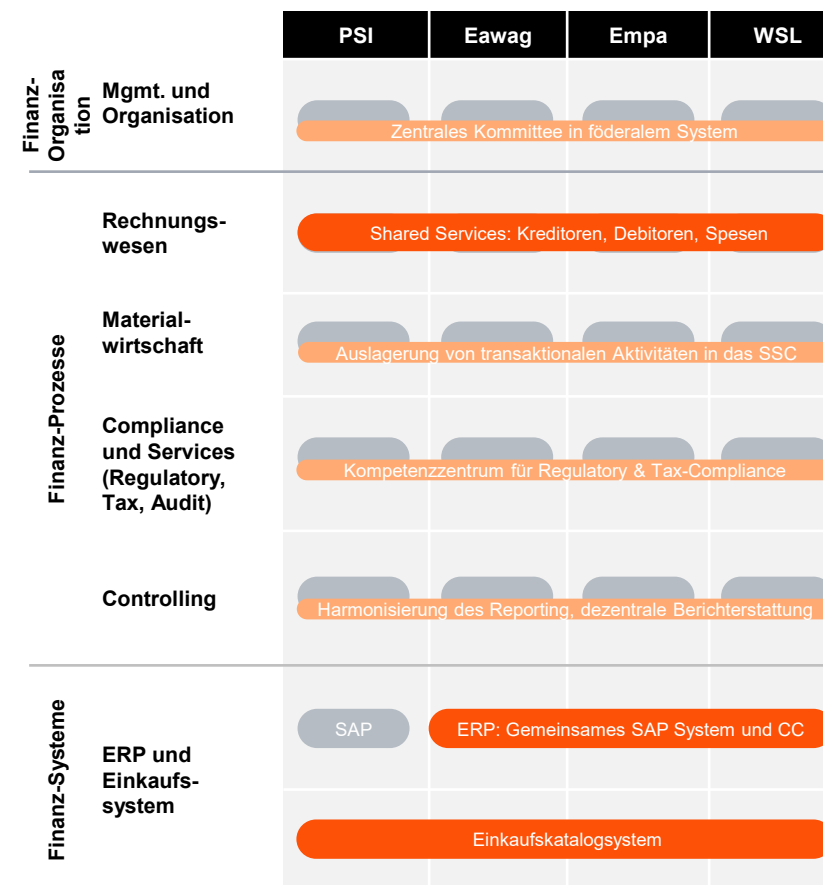 PSI
Eawag
Empa
WSL
Finanz-
Organisa
tion
Mgmt. und
Organisation
Zentrales Kommittee in föderalem System
Finanz-Prozesse
Rechnungs-
wesen
Shared Services: Kreditoren, Debitoren, Spesen
Material-
wirtschaft
Auslagerung von transaktionalen Aktivitäten in das SSC
Compliance
und Services
(Regulatory,
Tax, Audit)
Kompetenzzentrum für Regulatory & Tax-Compliance
Controlling
Harmonisierung des Reporting, dezentrale Berichterstattung
Finanz-Systeme
ERP und
Einkaufs-
system
SAP
ERP: Gemeinsames SAP System und CC
Einkaufskatalogsystem